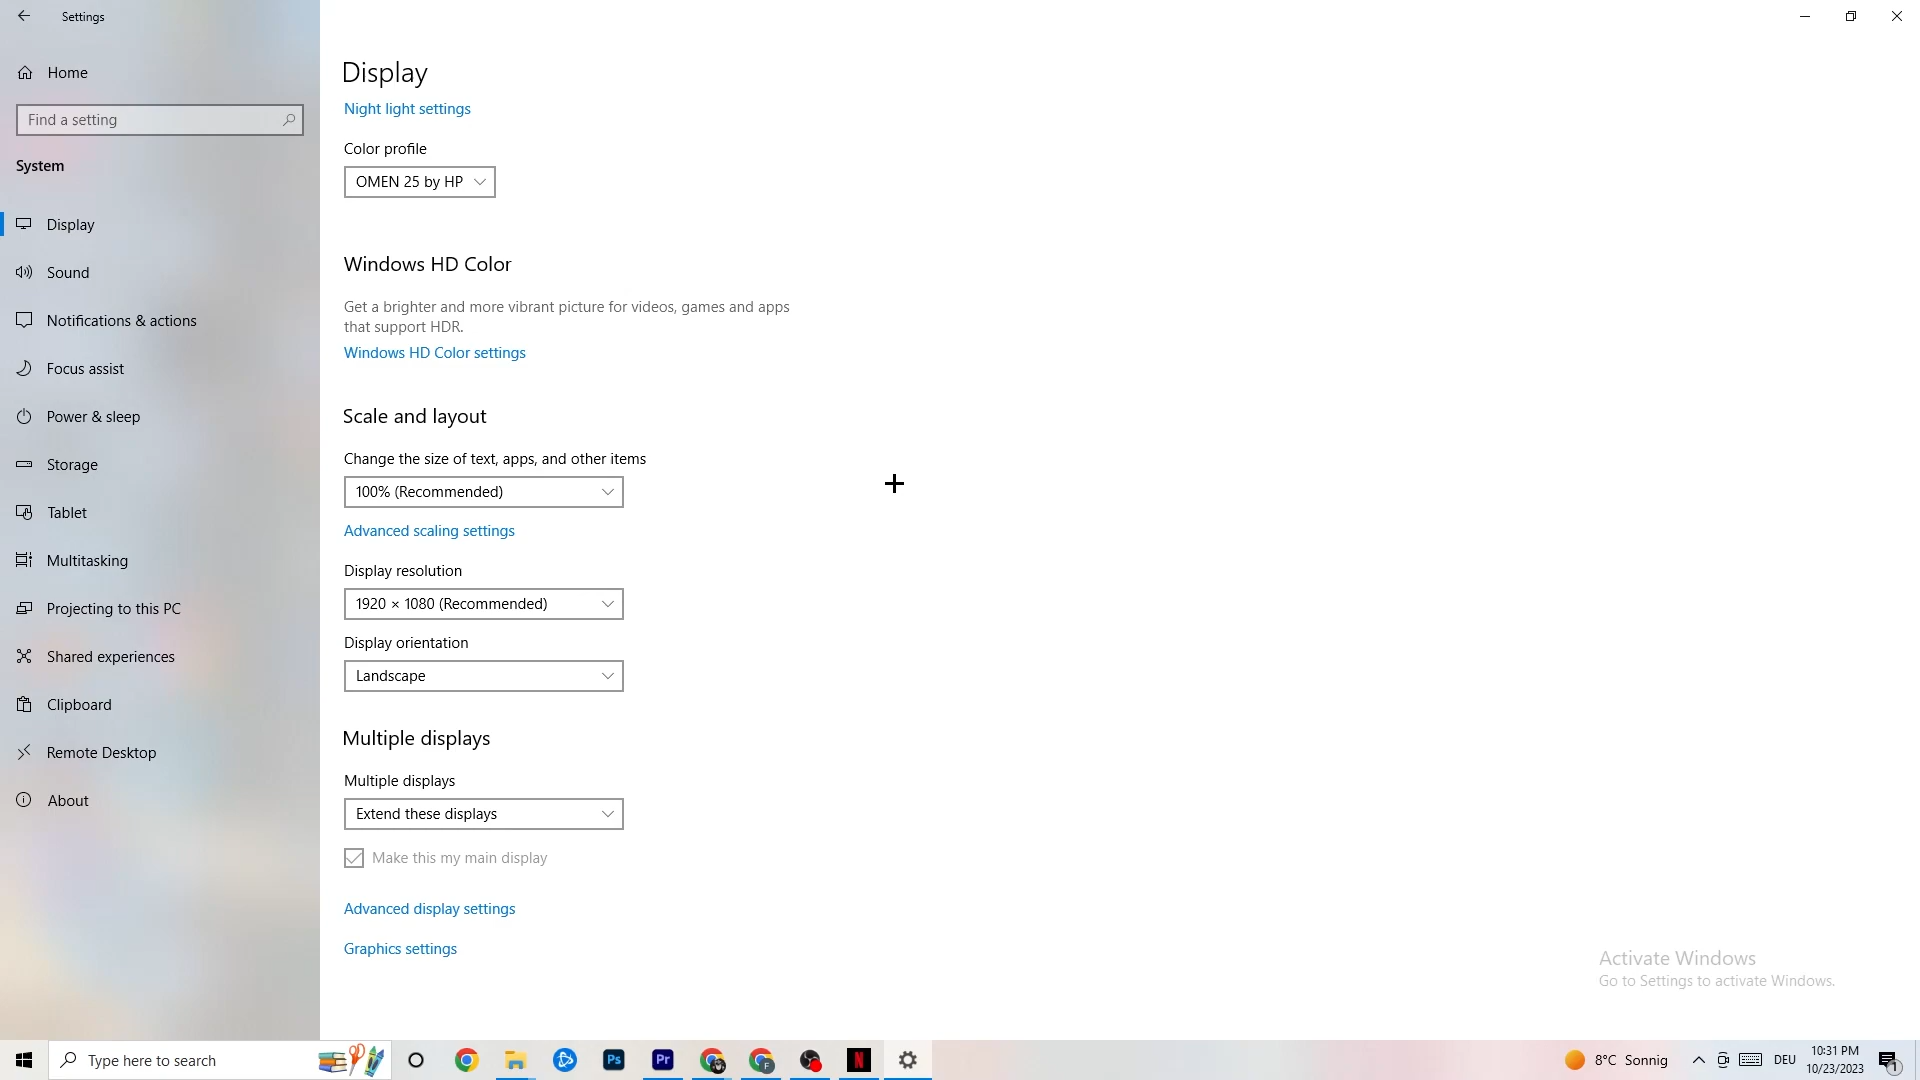 Settings
Home
Find a setting
System
Display
Sound
Notifications & actions
Focus assist
Power & sleep
Storage
Tablet
Multitasking
Projecting to this PC
Shared experiences
Clipboard
Remote Desktop
About
Display
Night light settings
Color profile
OMEN 25 by HP
Windows HD Color
Get a brighter and more vibrant picture for videos, games and apps
that support HDR.
Windows HD Color settings
Scale and layout
Change the size of text, apps, and other items
100% (Recommended)
Advanced scaling settings
Display resolution
1920 × 1080 (Recommended)
Display orientation
Landscape
Multiple displays
Multiple displays
Extend these displays
Make this my main display
Advanced display settings
Graphics settings
Activate Windows
Go to Settings to activate Windows.
Type here to search
Ps
Pr
F
N
8°C Sonnig
DEU
10:31 PM
10/23/2023
1